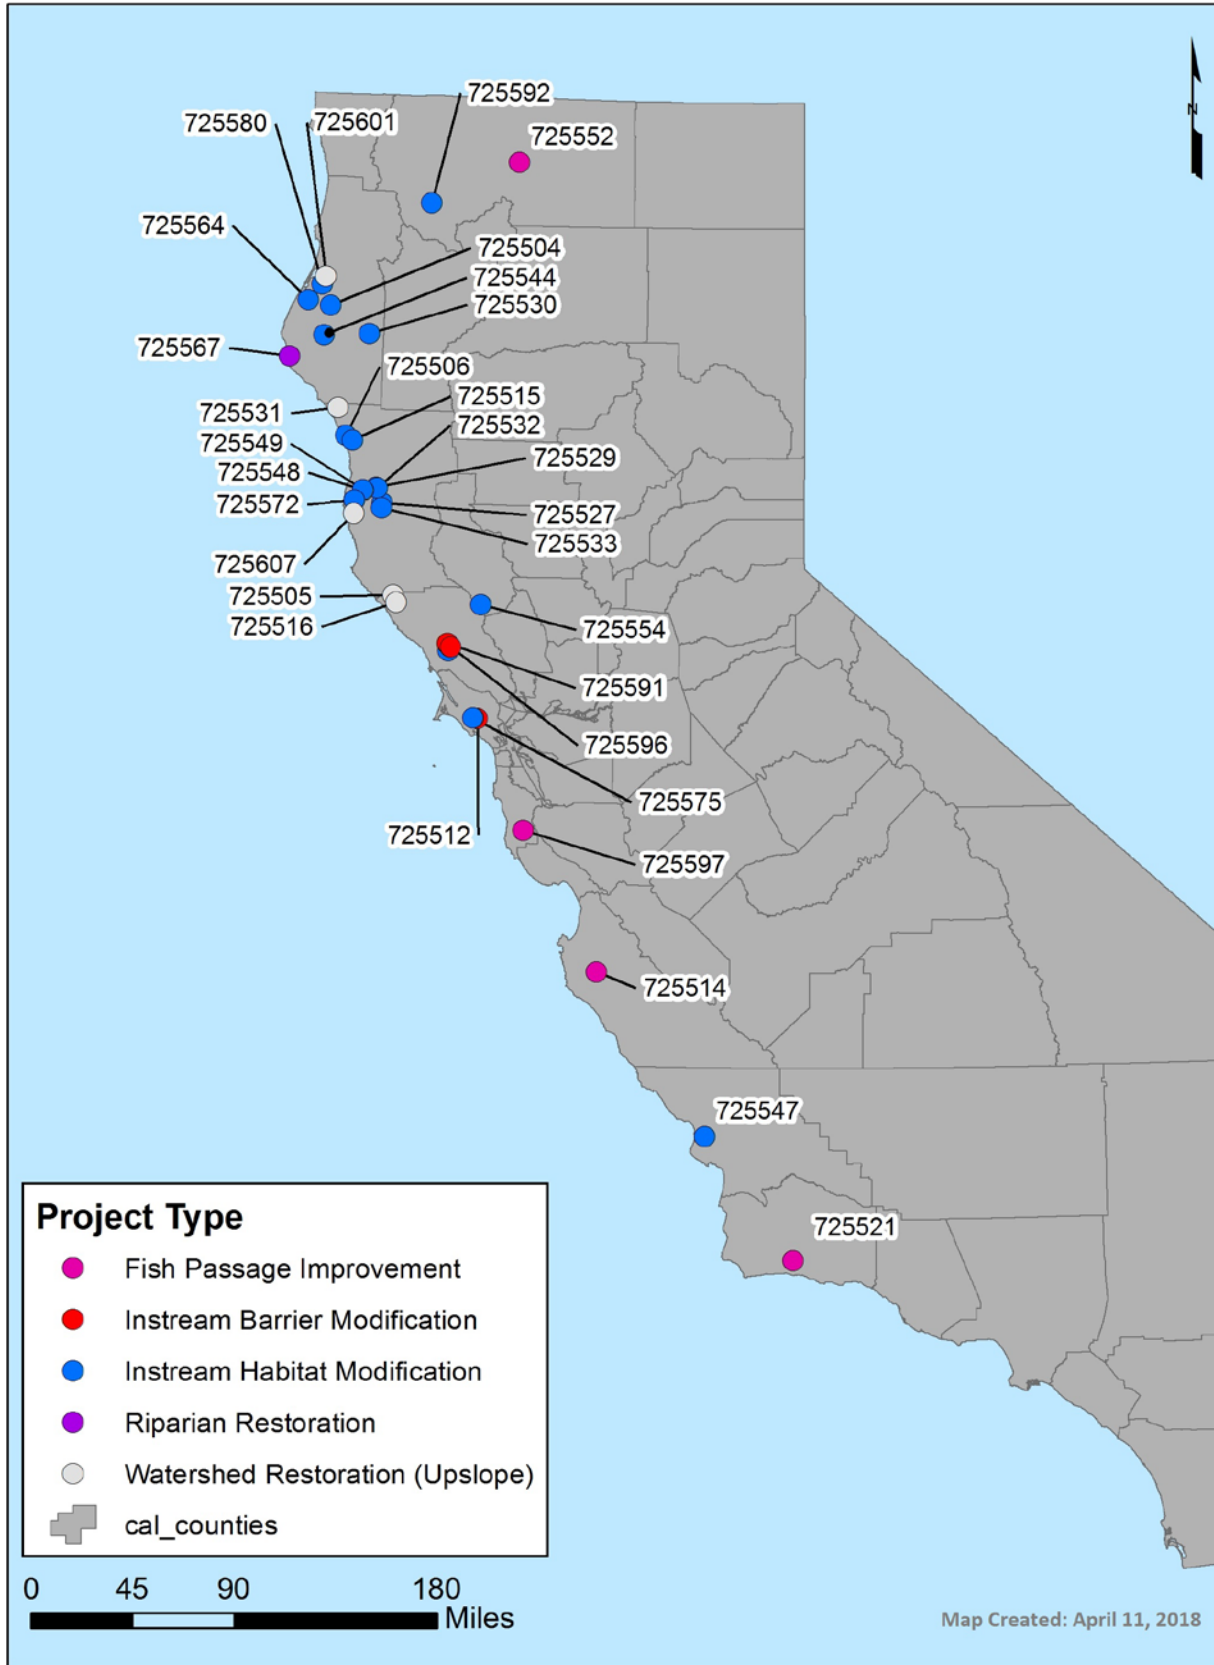 N
725592
725580
725601
725552
725564
725504
725544
725530
725567
725506
725531
725515
725549
725532
725548
725529
725572
725527
725533
725607
725505
725516
725554
725591
725596
725575
725512
725597
725514
725547
725521
Project Type
Fish Passage Improvement
Instream Barrier Modification
Instream Habitat Modification
Riparian Restoration
Watershed Restoration (Upslope)
cal_counties
0 45 90 180
Miles
Map Created: April 11, 2018